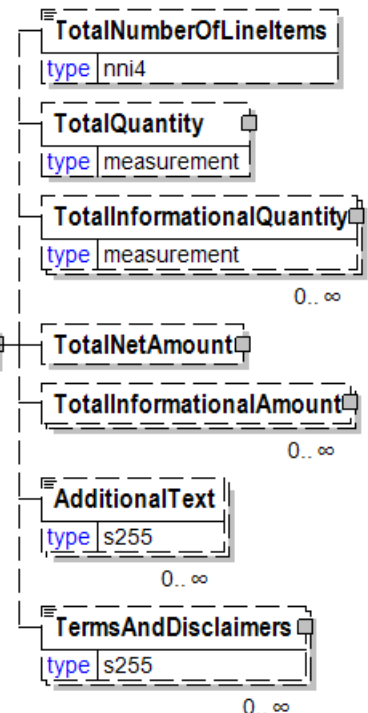 TotalNumberOfLineItems
type nni4
TotalQuantity
type measurement
TotalInformationalQuantity
type measurement
0.. ∞
TotalNetAmount
TotalInformationalAmount
0.. ∞
AdditionalText
type s255
0.. ∞
TermsAndDisclaimers
type s255
0.. ∞